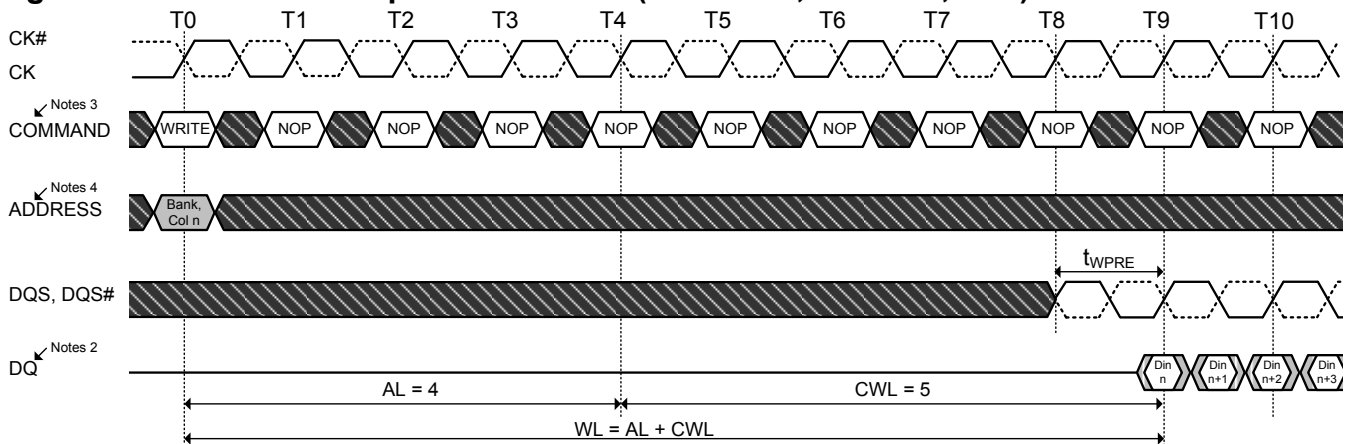 T0 T1 T2 T3 T4 T5 T6 T7 T8 T9 T10
CK#
CK
Notes 3
COMMAND
WRITE NOP NOP NOP NOP NOP NOP NOP NOP NOP NOP
Notes 4
ADDRESS
Bank,
Col n
tWPRE
DQS, DQS#
Notes 2
DQ
Din n Din n+1 Din n+2 Din n+3
AL = 4 CWL = 5
WL = AL + CWL